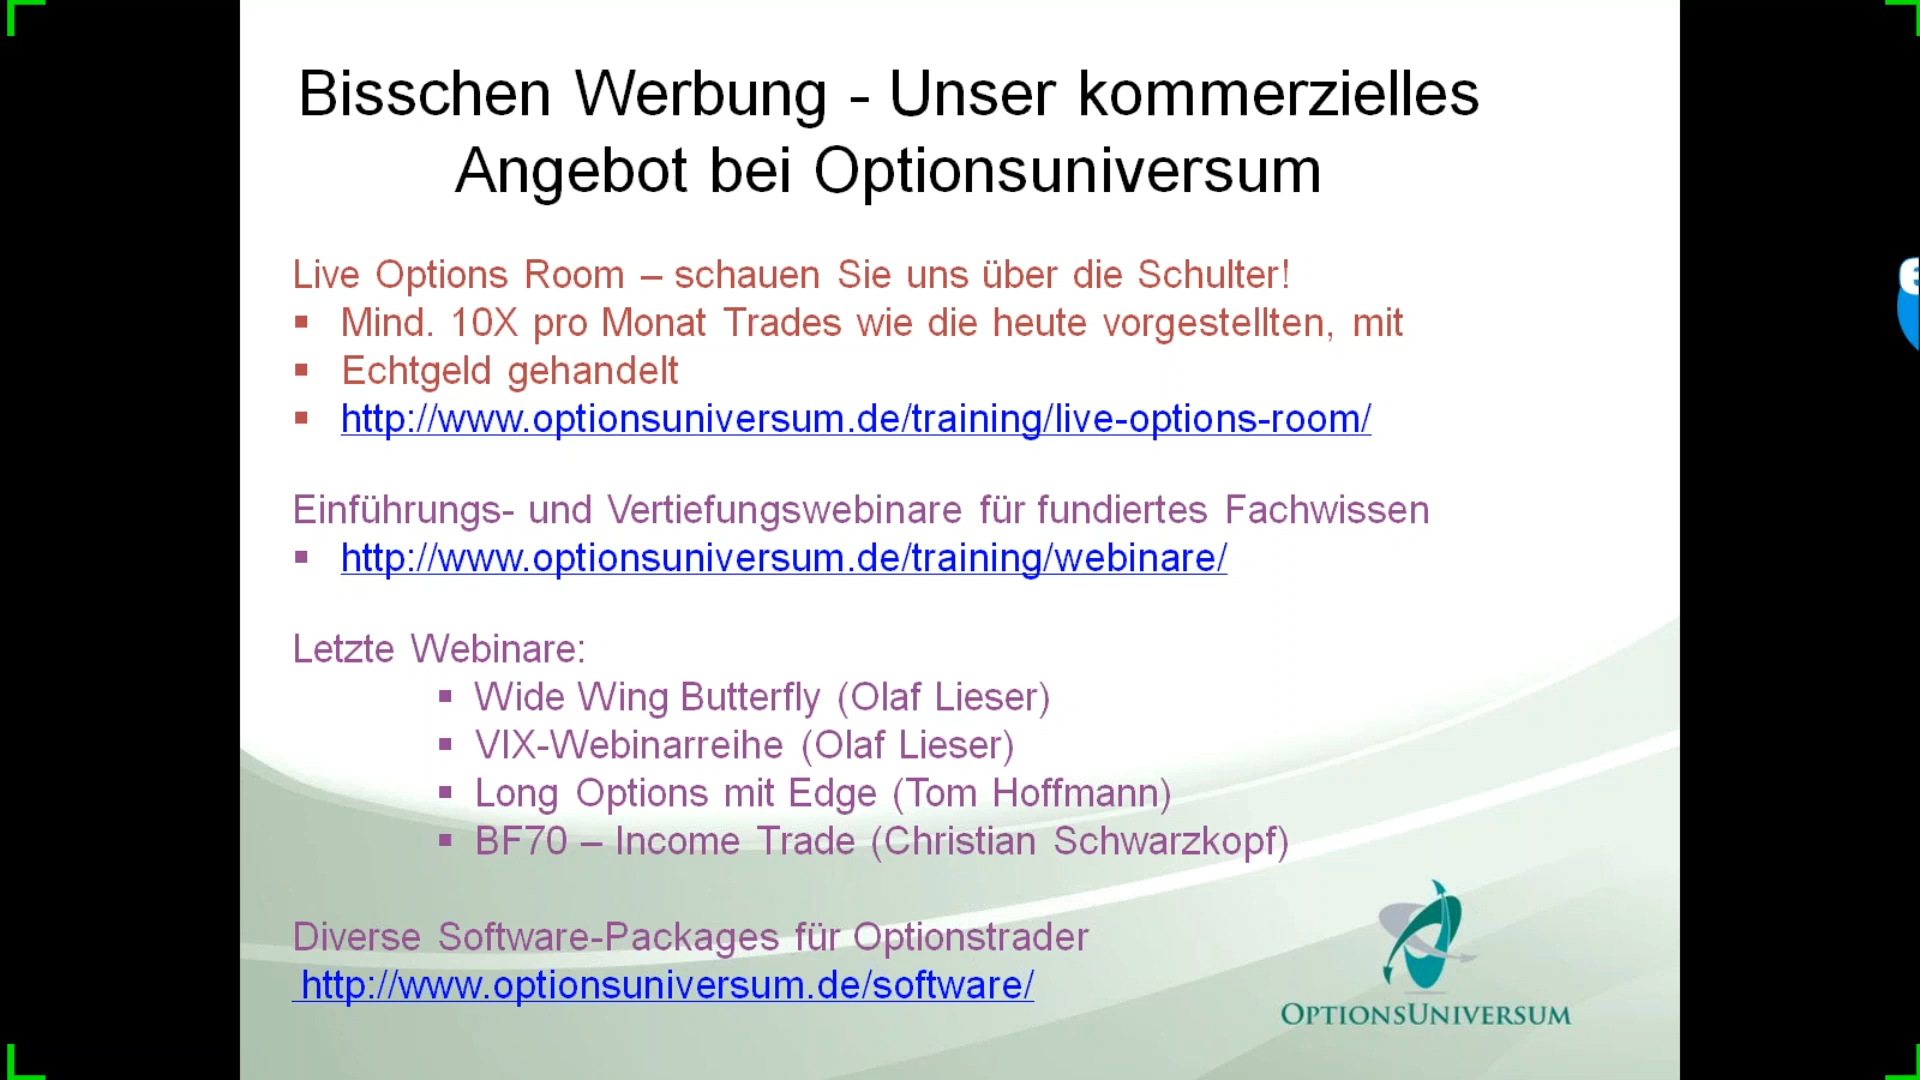 Bisschen Werbung - Unser kommerzielles
Angebot bei Optionsuniversum
Live Options Room – schauen Sie uns über die Schulter!
▪ Mind. 10X pro Monat Trades wie die heute vorgestellten, mit
▪ Echtgeld gehandelt
▪ http://www.optionsuniversum.de/training/live-options-room/
Einführungs- und Vertiefungswebinare für fundiertes Fachwissen
▪ http://www.optionsuniversum.de/training/webinare/
Letzte Webinare:
▪ Wide Wing Butterfly (Olaf Lieser)
▪ VIX-Webinarreihe (Olaf Lieser)
▪ Long Options mit Edge (Tom Hoffmann)
▪ BF70 – Income Trade (Christian Schwarzkopf)
Diverse Software-Packages für Optionstrader
http://www.optionsuniversum.de/software/
OPTIONSUNIVERSUM